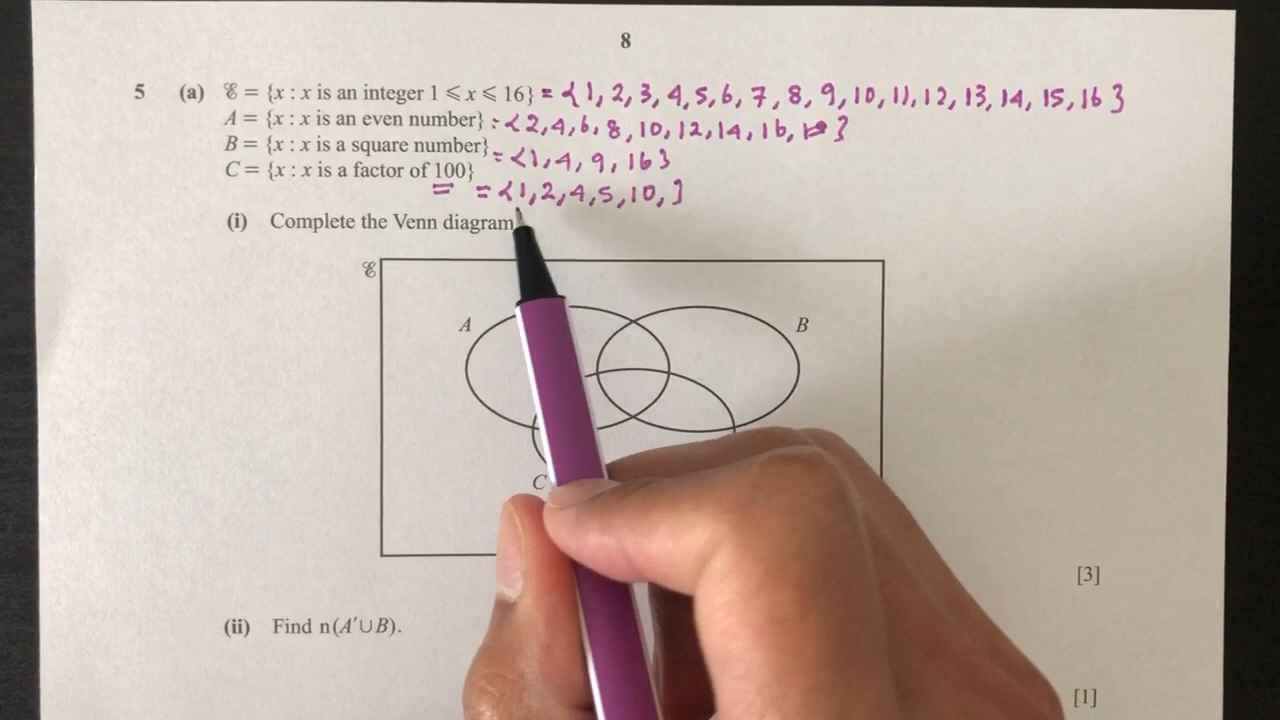 8
5 (a) ℰ = {x : x is an integer 1 ⩽ x ⩽ 16} = {1, 2, 3, 4, 5, 6, 7, 8, 9, 10, 11, 12, 13, 14, 15, 16}
A = {x : x is an even number} = {2, 4, 6, 8, 10, 12, 14, 16, }
B = {x : x is a square number} = {1, 4, 9, 16}
C = {x : x is a factor of 100}
= = {1, 2, 4, 5, 10, }
(i) Complete the Venn diagram
ℰ
A B
C
[3]
(ii) Find n(A′∪B).
[1]